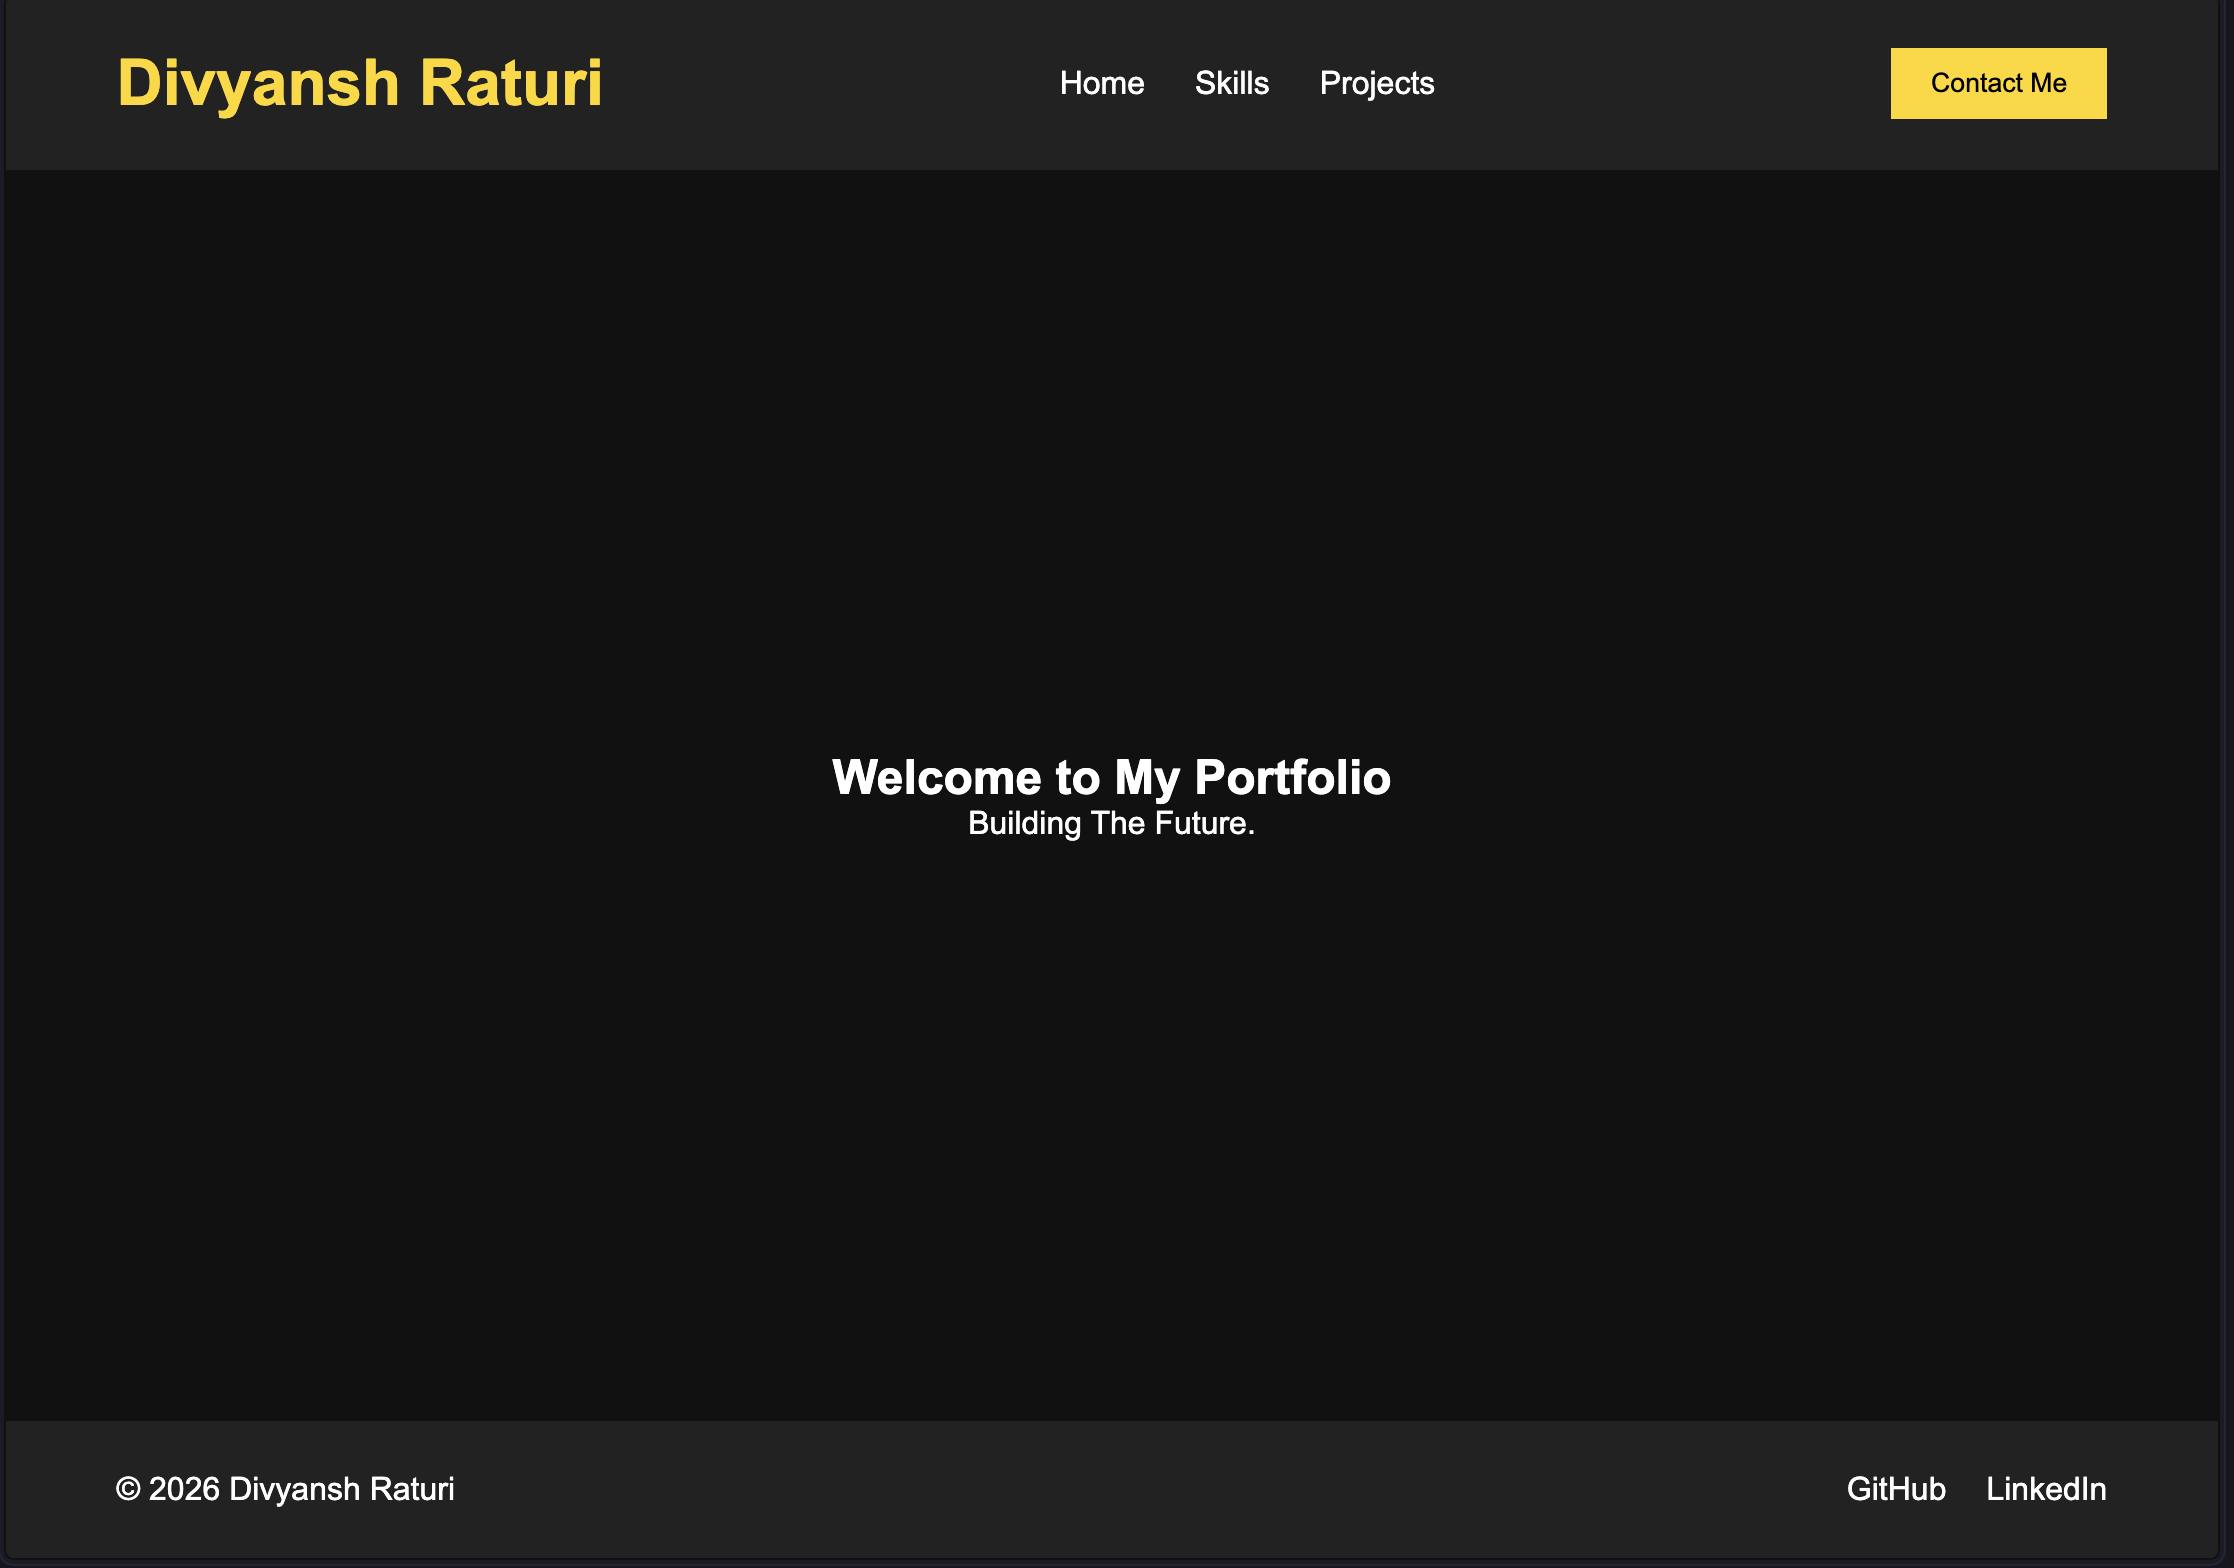 Divyansh Raturi
Home Skills Projects
Contact Me
Welcome to My Portfolio
Building The Future.
© 2026 Divyansh Raturi
GitHub LinkedIn